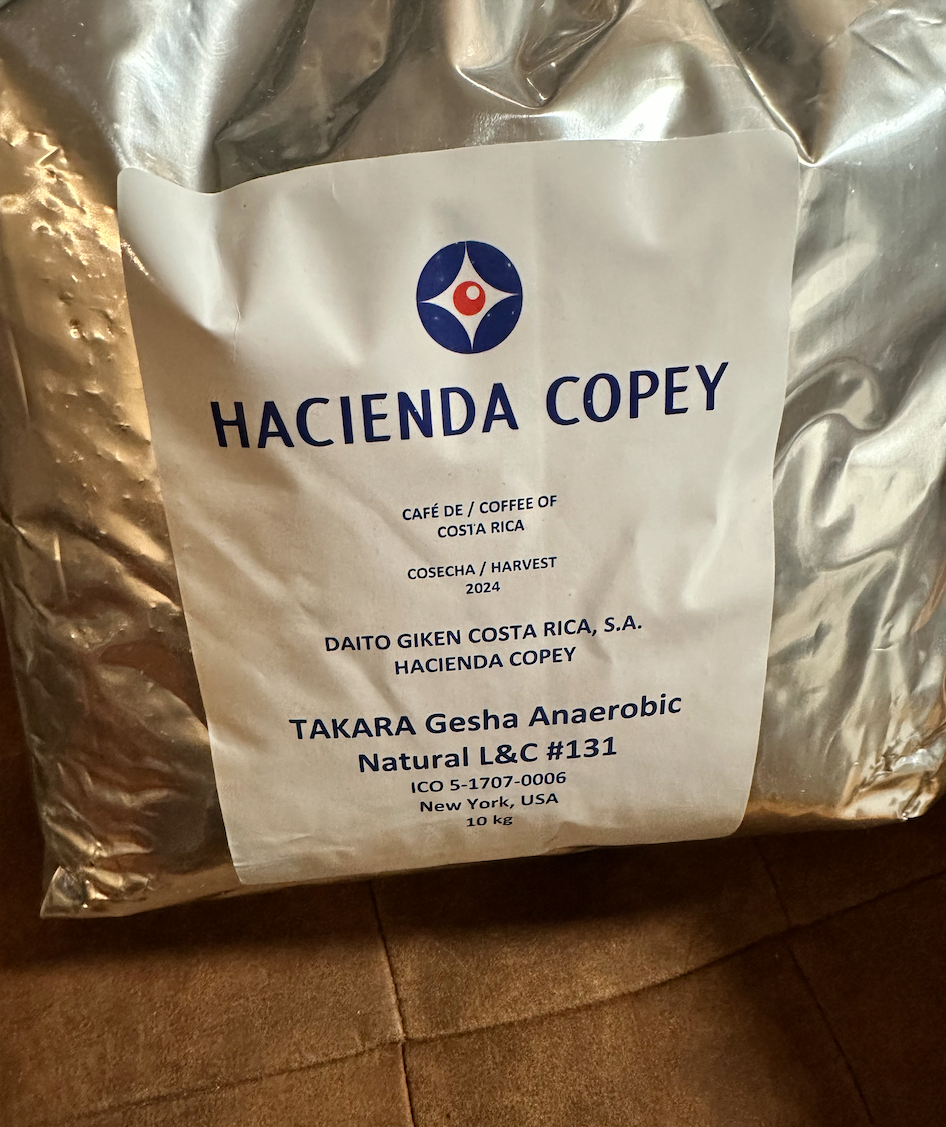 HACIENDA COPEY
CAFÉ DE / COFFEE OF
COSTA RICA
COSECHA / HARVEST
2024
DAITO GIKEN COSTA RICA, S.A.
HACIENDA COPEY
TAKARA Gesha Anaerobic
Natural L&C #131
ICO 5-1707-0006
New York, USA
10 kg